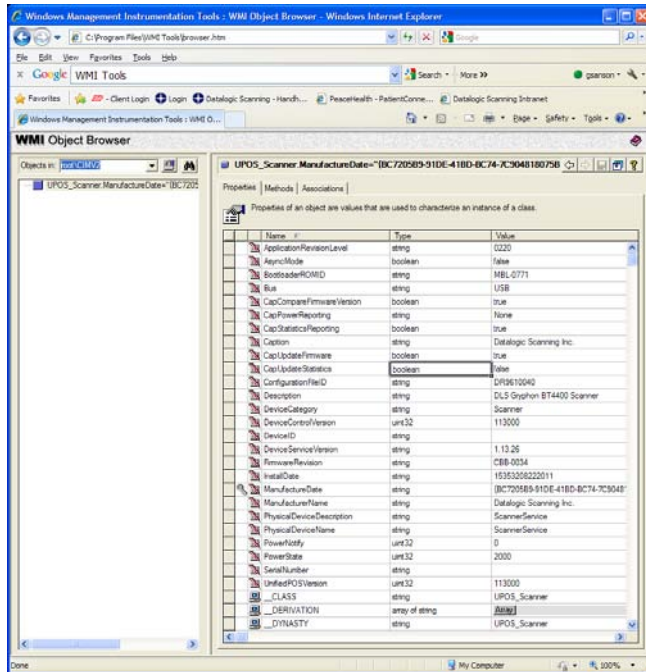 Windows Management Instrumentation Tools : WMI Object Browser - Windows Internet Explorer
C:\Program Files\WMI Tools\browser.htm
Google
File Edit View Favorites Tools Help
x Google WMI Tools Search More >> gsanson
Favorites - Client Login Login Datalogic Scanning - Handh... PeaceHealth - PatientConne... Datalogic Scanning Intranet
Windows Management Instrumentation Tools : WMI O... Page Safety Tools
WMI Object Browser
Objects in: root\CIMV2
UPOS_Scanner.ManufactureDate="{BC7205
UPOS_Scanner.ManufactureDate="{BC7205B9-91DE-41BD-BC74-7C9048180758
Properties Methods Associations
Properties of an object are values that are used to characterize an instance of a class.
Name Type Value
ApplicationRevisionLevel string 0220
AsyncMode boolean false
BootloaderROMID string MBL-0771
Bus string USB
CapCompareFirmwareVersion boolean true
CapPowerReporting string None
CapStatisticsReporting boolean true
Caption string Datalogic Scanning Inc.
CapUpdateFirmware boolean true
CapUpdateStatistics boolean false
ConfigurationFileID string DR9610040
Description string DLS Gryphon BT4400 Scanner
DeviceCategory string Scanner
DeviceControlVersion uint32 113000
DeviceID string
DeviceServiceVersion string 1.13.26
FirmwareRevision string CBB-0034
InstallDate string 15353208222011
ManufactureDate string {BC7205B9-91DE-41BD-BC74-7C9048
ManufacturerName string Datalogic Scanning Inc.
PhysicalDeviceDescription string ScannerService
PhysicalDeviceName string ScannerService
PowerNotify uint32 0
PowerState uint32 2000
SerialNumber string
UnifiedPOSVersion uint32 113000
__CLASS string UPOS_Scanner
__DERIVATION array of string Array
__DYNASTY string UPOS_Scanner
Done My Computer 100%